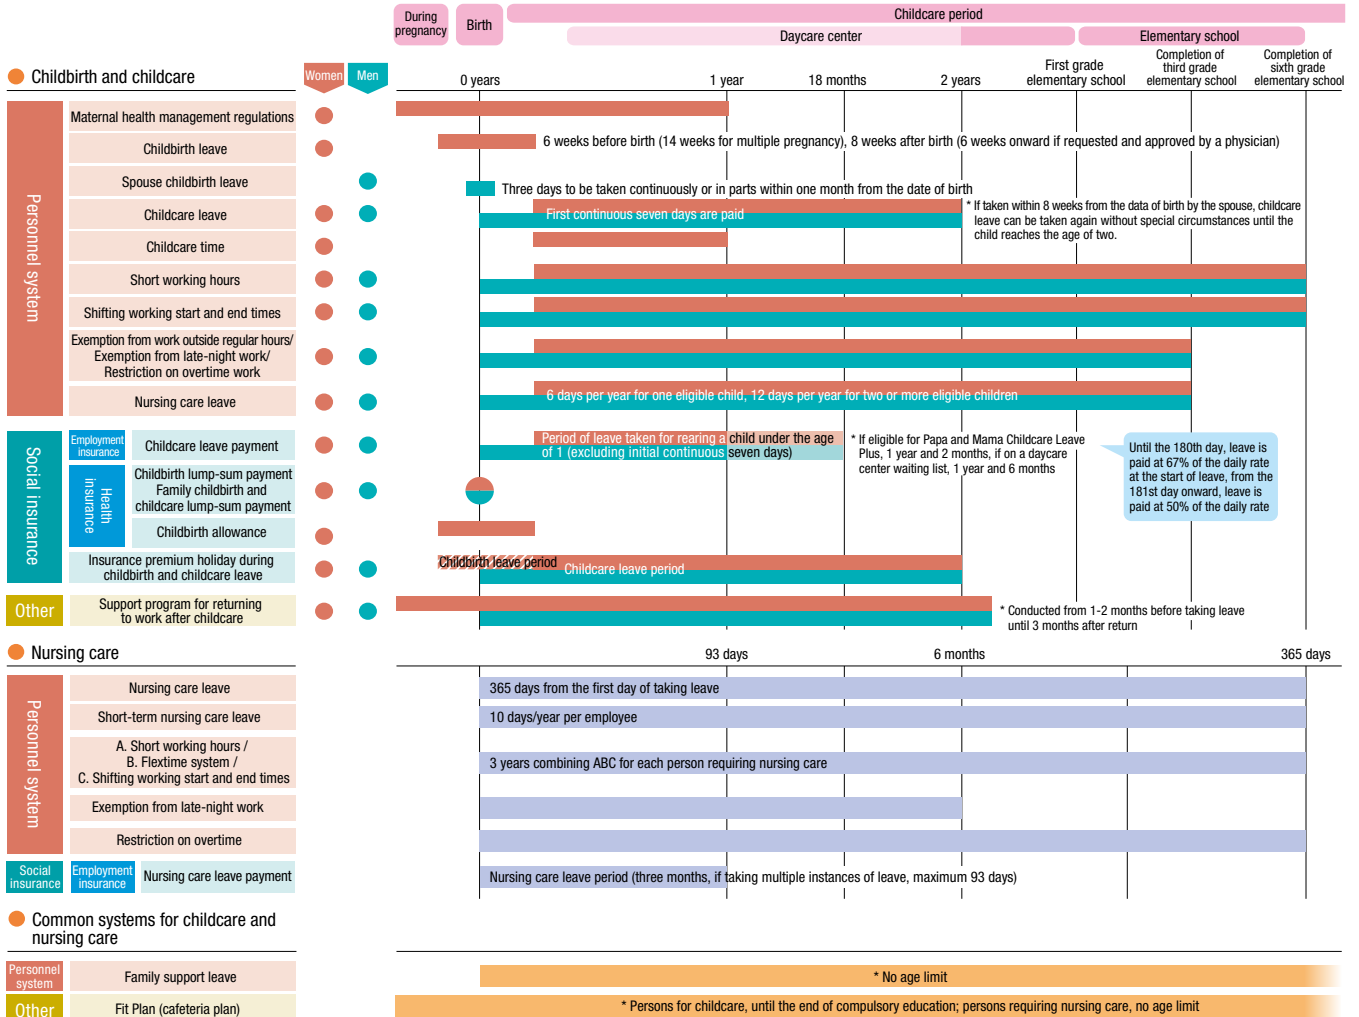 During
pregnancy
Birth
Childcare period
Daycare center
Elementary school
Childbirth and childcare
Women
Men
0 years
1 year
18 months
2 years
First grade
elementary school
Completion of
third grade
elementary school
Completion of
sixth grade
elementary school
Personnel system
Maternal health management regulations
Childbirth leave
6 weeks before birth (14 weeks for multiple pregnancy), 8 weeks after birth (6 weeks onward if requested and approved by a physician)
Spouse childbirth leave
Three days to be taken continuously or in parts within one month from the date of birth
Childcare leave
First continuous seven days are paid
* If taken within 8 weeks from the data of birth by the spouse, childcare
leave can be taken again without special circumstances until the
child reaches the age of two.
Childcare time
Short working hours
Shifting working start and end times
Exemption from work outside regular hours/
Exemption from late-night work/
Restriction on overtime work
Nursing care leave
6 days per year for one eligible child, 12 days per year for two or more eligible children
Social insurance
Employment
insurance
Childcare leave payment
Period of leave taken for rearing a child under the age
of 1 (excluding initial continuous seven days)
* If eligible for Papa and Mama Childcare Leave
Plus, 1 year and 2 months, if on a daycare
center waiting list, 1 year and 6 months
Until the 180th day, leave is
paid at 67% of the daily rate
at the start of leave, from the
181st day onward, leave is
paid at 50% of the daily rate
Health
insurance
Childbirth lump-sum payment
Family childbirth and
childcare lump-sum payment
Childbirth allowance
Insurance premium holiday during
childbirth and childcare leave
Childbirth leave period
Childcare leave period
Other
Support program for returning
to work after childcare
* Conducted from 1-2 months before taking leave
until 3 months after return
Nursing care
93 days
6 months
365 days
Personnel system
Nursing care leave
365 days from the first day of taking leave
Short-term nursing care leave
10 days/year per employee
A. Short working hours /
B. Flextime system /
C. Shifting working start and end times
3 years combining ABC for each person requiring nursing care
Exemption from late-night work
Restriction on overtime
Social
insurance
Employment
insurance
Nursing care leave payment
Nursing care leave period (three months, if taking multiple instances of leave, maximum 93 days)
Common systems for childcare and
nursing care
Personnel
system
Family support leave
* No age limit
Other
Fit Plan (cafeteria plan)
* Persons for childcare, until the end of compulsory education; persons requiring nursing care, no age limit